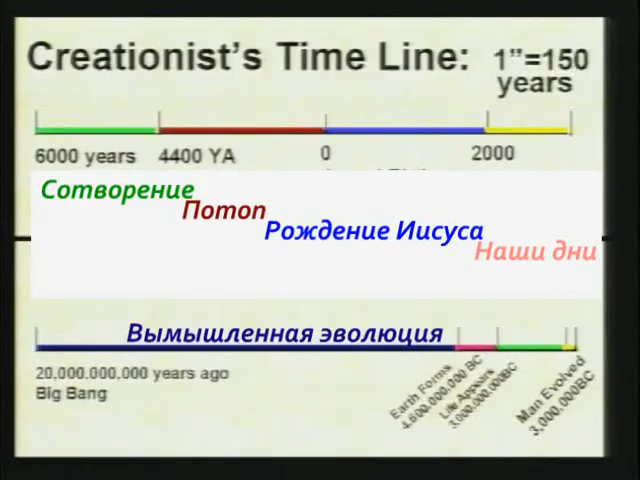 Creationist's Time Line: 1”=150
years
6000 years 4400 YA 0 2000
Сотворение
Потоп
Рождение Иисуса
Наши дни
Вымышленная эволюция
20,000,000,000 years ago
Big Bang
Earth Forms
4,600,000,000 BC
Life Appears
3,000,000,000BC
Man Evolved
3,000,000BC